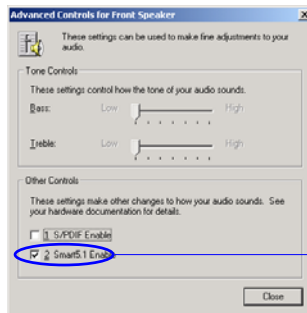 Advanced Controls for Front Speaker
These settings can be used to make fine adjustments to your
audio.
Tone Controls
These settings control how the tone of your audio sounds.
Bass: Low High
Treble: Low High
Other Controls
These settings make other changes to how your audio sounds. See
your hardware documentation for details.
1 S/PDIF Enable
2 Smart5.1 Enable
Close